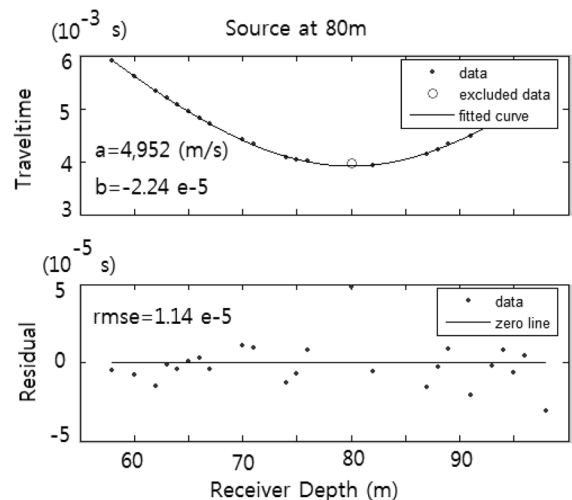 (10⁻³ s)
Source at 80m
6
5
4
3
Traveltime
data
excluded data
fitted curve
a=4,952 (m/s)
b=-2.24 e-5
(10⁻⁵ s)
5
0
-5
Residual
rmse=1.14 e-5
data
zero line
60 70 80 90
Receiver Depth (m)